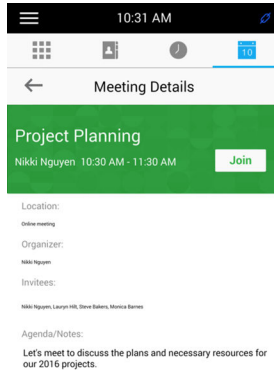 10:31 AM
10
Meeting Details
Project Planning
Nikki Nguyen 10:30 AM - 11:30 AM
Join
Location:
Online meeting
Organizer:
Nikki Nguyen
Invitees:
Nikki Nguyen, Lauryn Hilt, Steve Bakers, Monica Barnes
Agenda/Notes:
Let's meet to discuss the plans and necessary resources for
our 2016 projects.